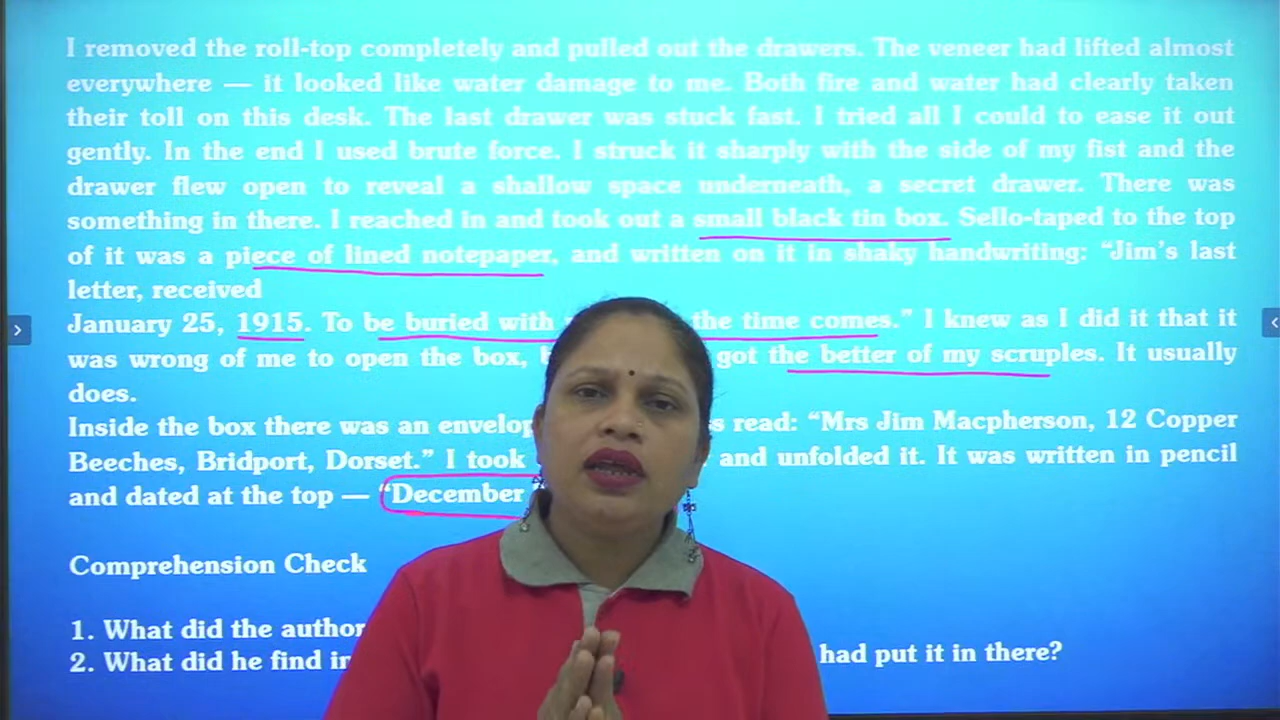 I removed the roll-top completely and pulled out the drawers. The veneer had lifted almost
everywhere — it looked like water damage to me. Both fire and water had clearly taken
their toll on this desk. The last drawer was stuck fast. I tried all I could to ease it out
gently. In the end I used brute force. I struck it sharply with the side of my fist and the
drawer flew open to reveal a shallow space underneath, a secret drawer. There was
something in there. I reached in and took out a small black tin box. Sello-taped to the top
of it was a piece of lined notepaper, and written on it in shaky handwriting: “Jim’s last
letter, received
January 25, 1915. To be buried with the time comes.” I knew as I did it that it
was wrong of me to open the box, got the better of my scruples. It usually
does.
Inside the box there was an read: “Mrs Jim Macpherson, 12 Copper
Beeches, Bridport, Dorset.” I took and unfolded it. It was written in pencil
and dated at the top — “December
Comprehension Check
1. What did the author
2. What did he find in had put it in there?